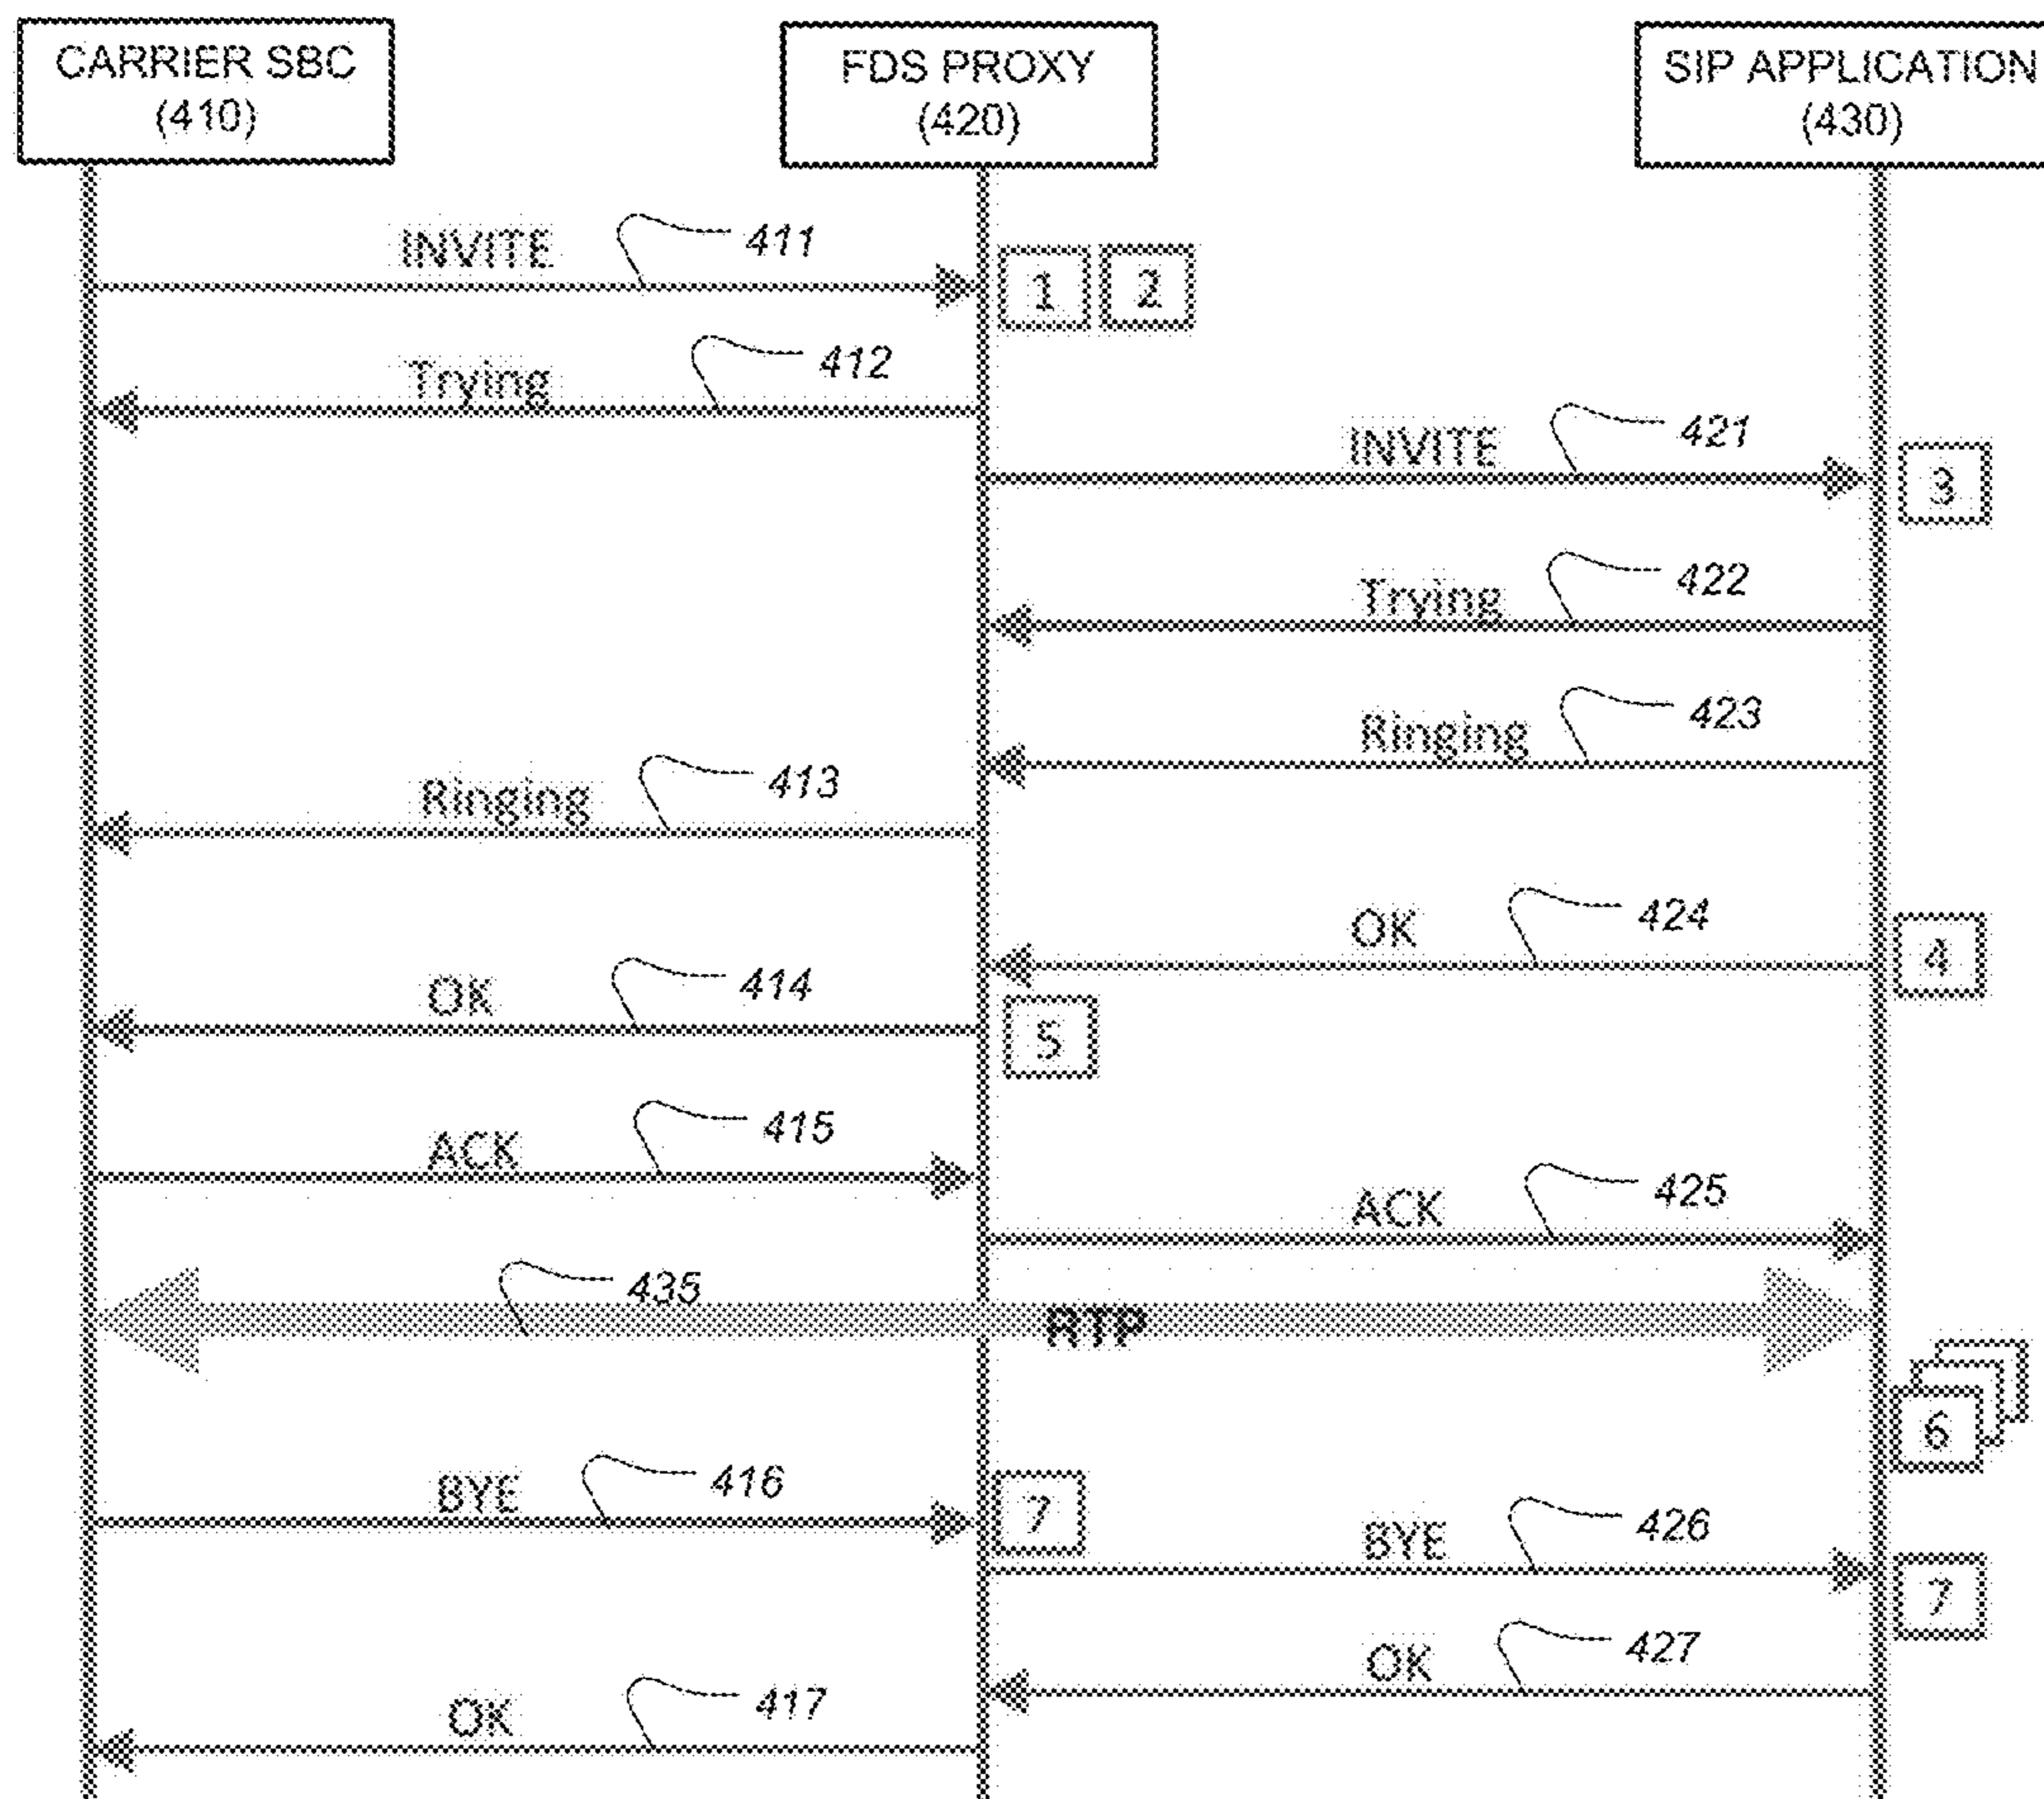 CARRIER SBC
(410)
FDS PROXY
(420)
SIP APPLICATION
(430)
INVITE 411
1 2
Trying 412
INVITE 421
3
Trying 422
Ringing 423
Ringing 413
OK 424
4
OK 414
5
ACK 415
ACK 425
435
RTP
6
BYE 416
7
BYE 426
7
OK 427
OK 417